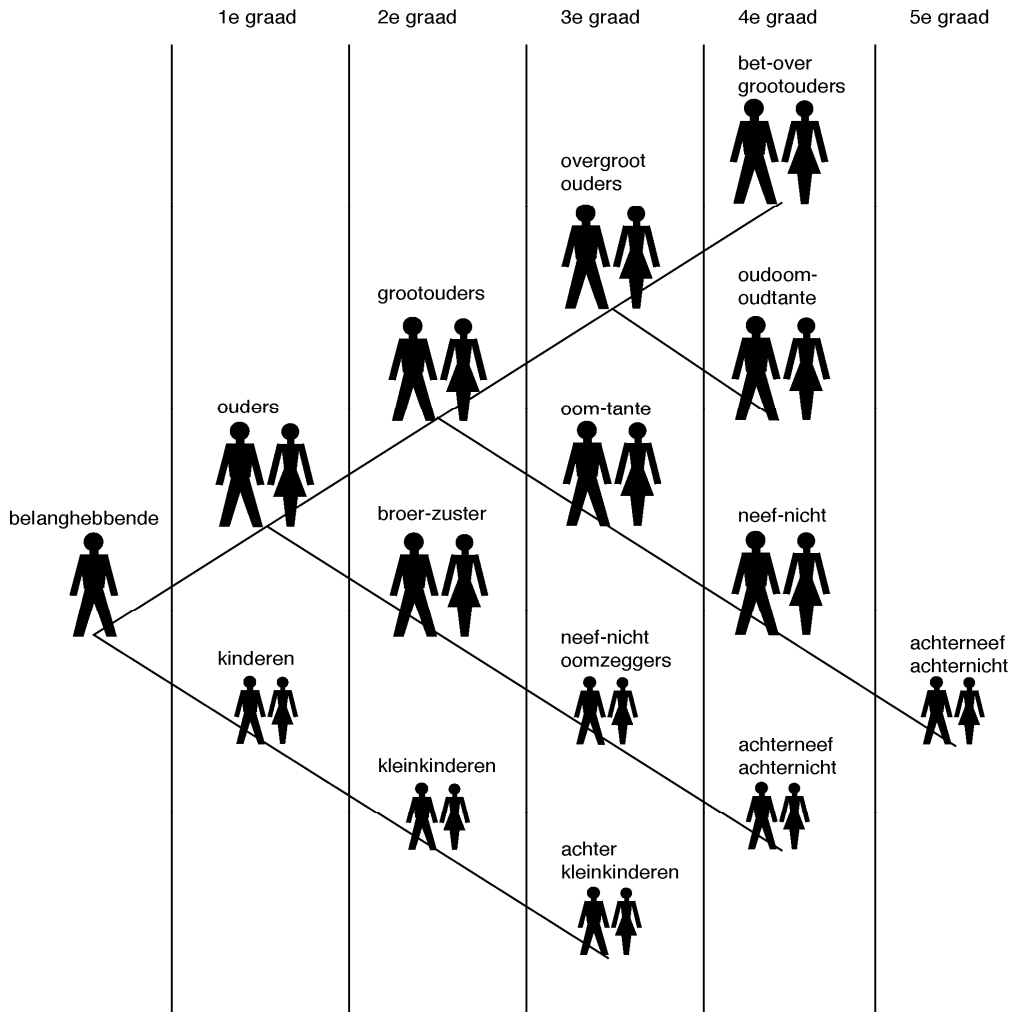 1e graad
2e graad
3e graad
4e graad
5e graad
bet-over
grootouders
overgroot
ouders
oudoom-
oudtante
grootouders
ouders
oom-tante
belanghebbende
broer-zuster
neef-nicht
kinderen
neef-nicht
oomzeggers
achterneef
achternicht
kleinkinderen
achterneef
achternicht
achter
kleinkinderen